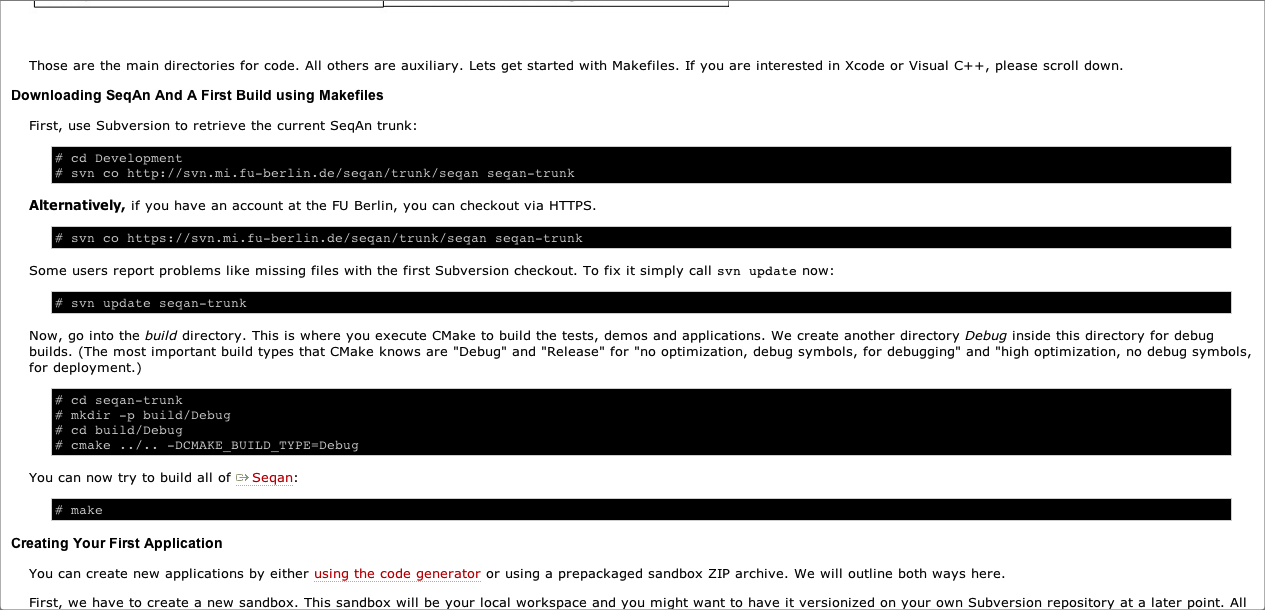 Those are the main directories for code. All others are auxiliary. Lets get started with Makefiles. If you are interested in Xcode or Visual C++, please scroll down.
Downloading SeqAn And A First Build using Makefiles
First, use Subversion to retrieve the current SeqAn trunk:
# cd Development
# svn co http://svn.mi.fu-berlin.de/seqan/trunk/seqan seqan-trunk
Alternatively, if you have an account at the FU Berlin, you can checkout via HTTPS.
# svn co https://svn.mi.fu-berlin.de/seqan/trunk/seqan seqan-trunk
Some users report problems like missing files with the first Subversion checkout. To fix it simply call svn update now:
# svn update seqan-trunk
Now, go into the build directory. This is where you execute CMake to build the tests, demos and applications. We create another directory Debug inside this directory for debug
builds. (The most important build types that CMake knows are "Debug" and "Release" for "no optimization, debug symbols, for debugging" and "high optimization, no debug symbols,
for deployment.)
# cd seqan-trunk
# mkdir -p build/Debug
# cd build/Debug
# cmake ../.. -DCMAKE_BUILD_TYPE=Debug
You can now try to build all of Seqan:
# make
Creating Your First Application
You can create new applications by either using the code generator or using a prepackaged sandbox ZIP archive. We will outline both ways here.
First, we have to create a new sandbox. This sandbox will be your local workspace and you might want to have it versionized on your own Subversion repository at a later point. All